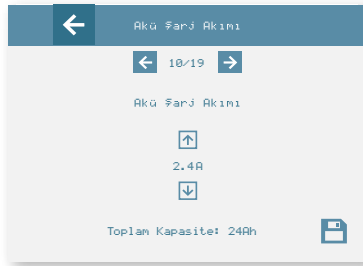 Akü Şarj Akımı
10/19
Akü Şarj Akımı
2.4A
Toplam Kapasite: 24Ah